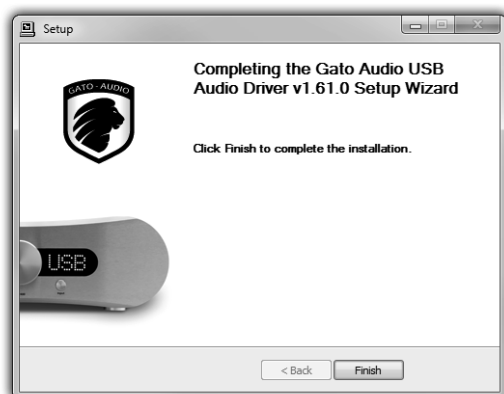 Setup
GATO - AUDIO
Completing the Gato Audio USB
Audio Driver v1.61.0 Setup Wizard
Click Finish to complete the installation.
USB
< Back
Finish